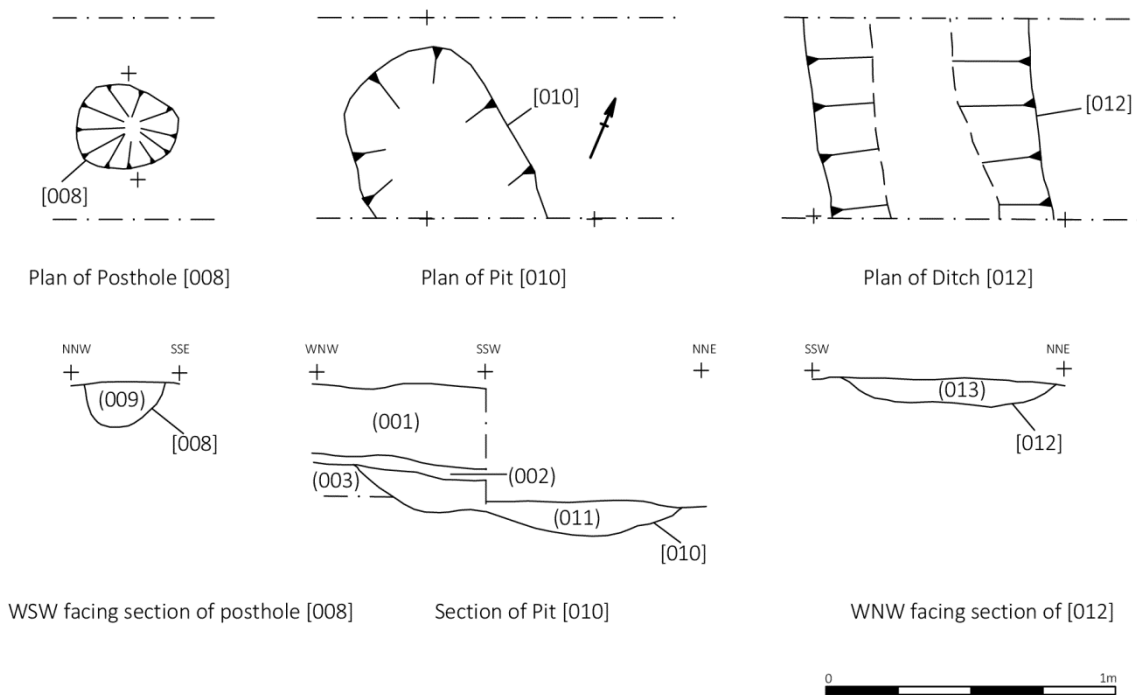 [008]
[010]
[012]
Plan of Posthole [008]
Plan of Pit [010]
Plan of Ditch [012]
NNW SSE
WNW SSW NNE
SSW NNE
(009)
[008]
(001)
(002)
(003)
(011)
[010]
(013)
[012]
WSW facing section of posthole [008]
Section of Pit [010]
WNW facing section of [012]
0 1m